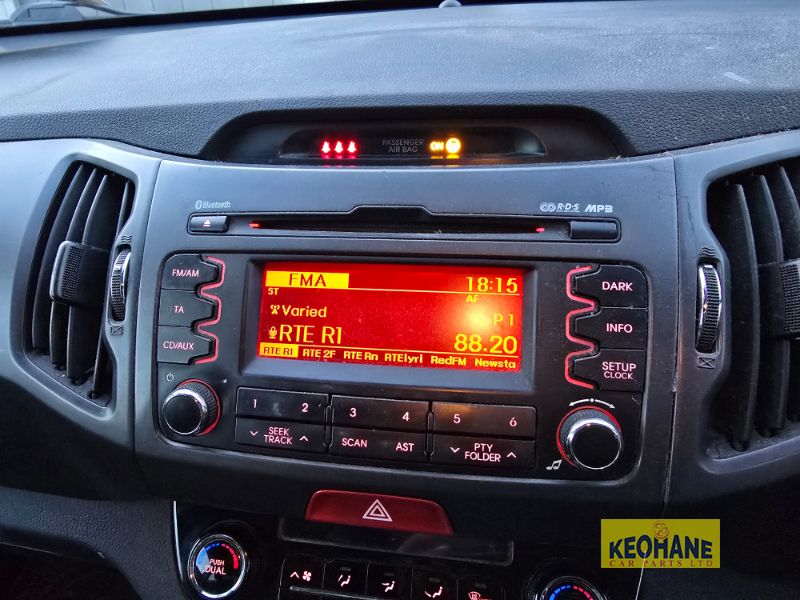 PASSENGER
AIR BAG
ON
Bluetooth
R·D·S MP3
FM/AM
TA
CD/AUX
FMA 18:15
ST AF
Varied P 1
RTE R1 88.20
RTE R1 RTE 2F RTE Rn RTElyri RedFM Newsta
DARK
INFO
SETUP
CLOCK
1 2 3 4 5 6
SEEK
TRACK
SCAN AST
PTY
FOLDER
PUSH
DUAL
KEOHANE
CAR PARTS LTD